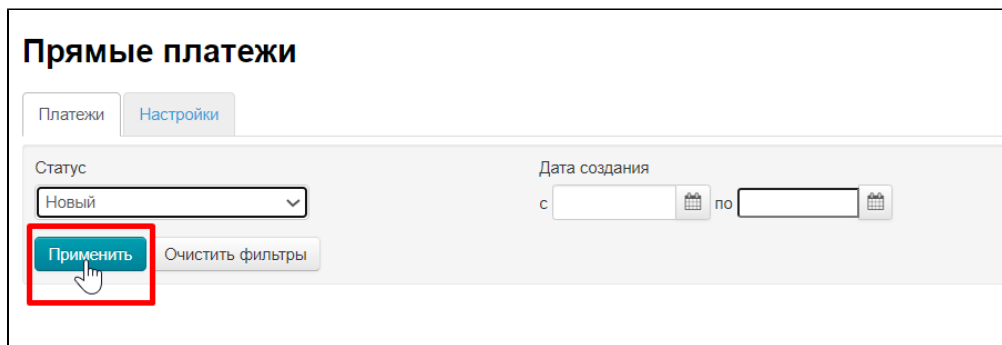 Прямые платежи
Платежи Настройки
Статус Дата создания
Новый с по
Применить Очистить фильтры